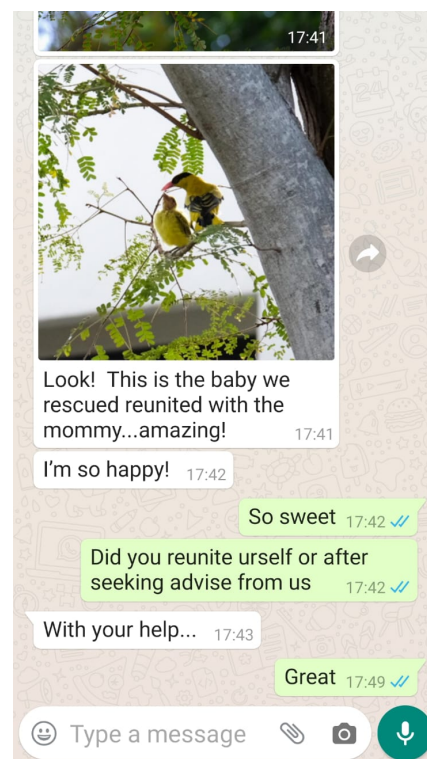 17:41
Look!  This is the baby we
rescued reunited with the
mommy...amazing!
17:41
I'm so happy! 17:42
So sweet 17:42
Did you reunite urself or after
seeking advise from us 17:42
With your help... 17:43
Great 17:49
Type a message